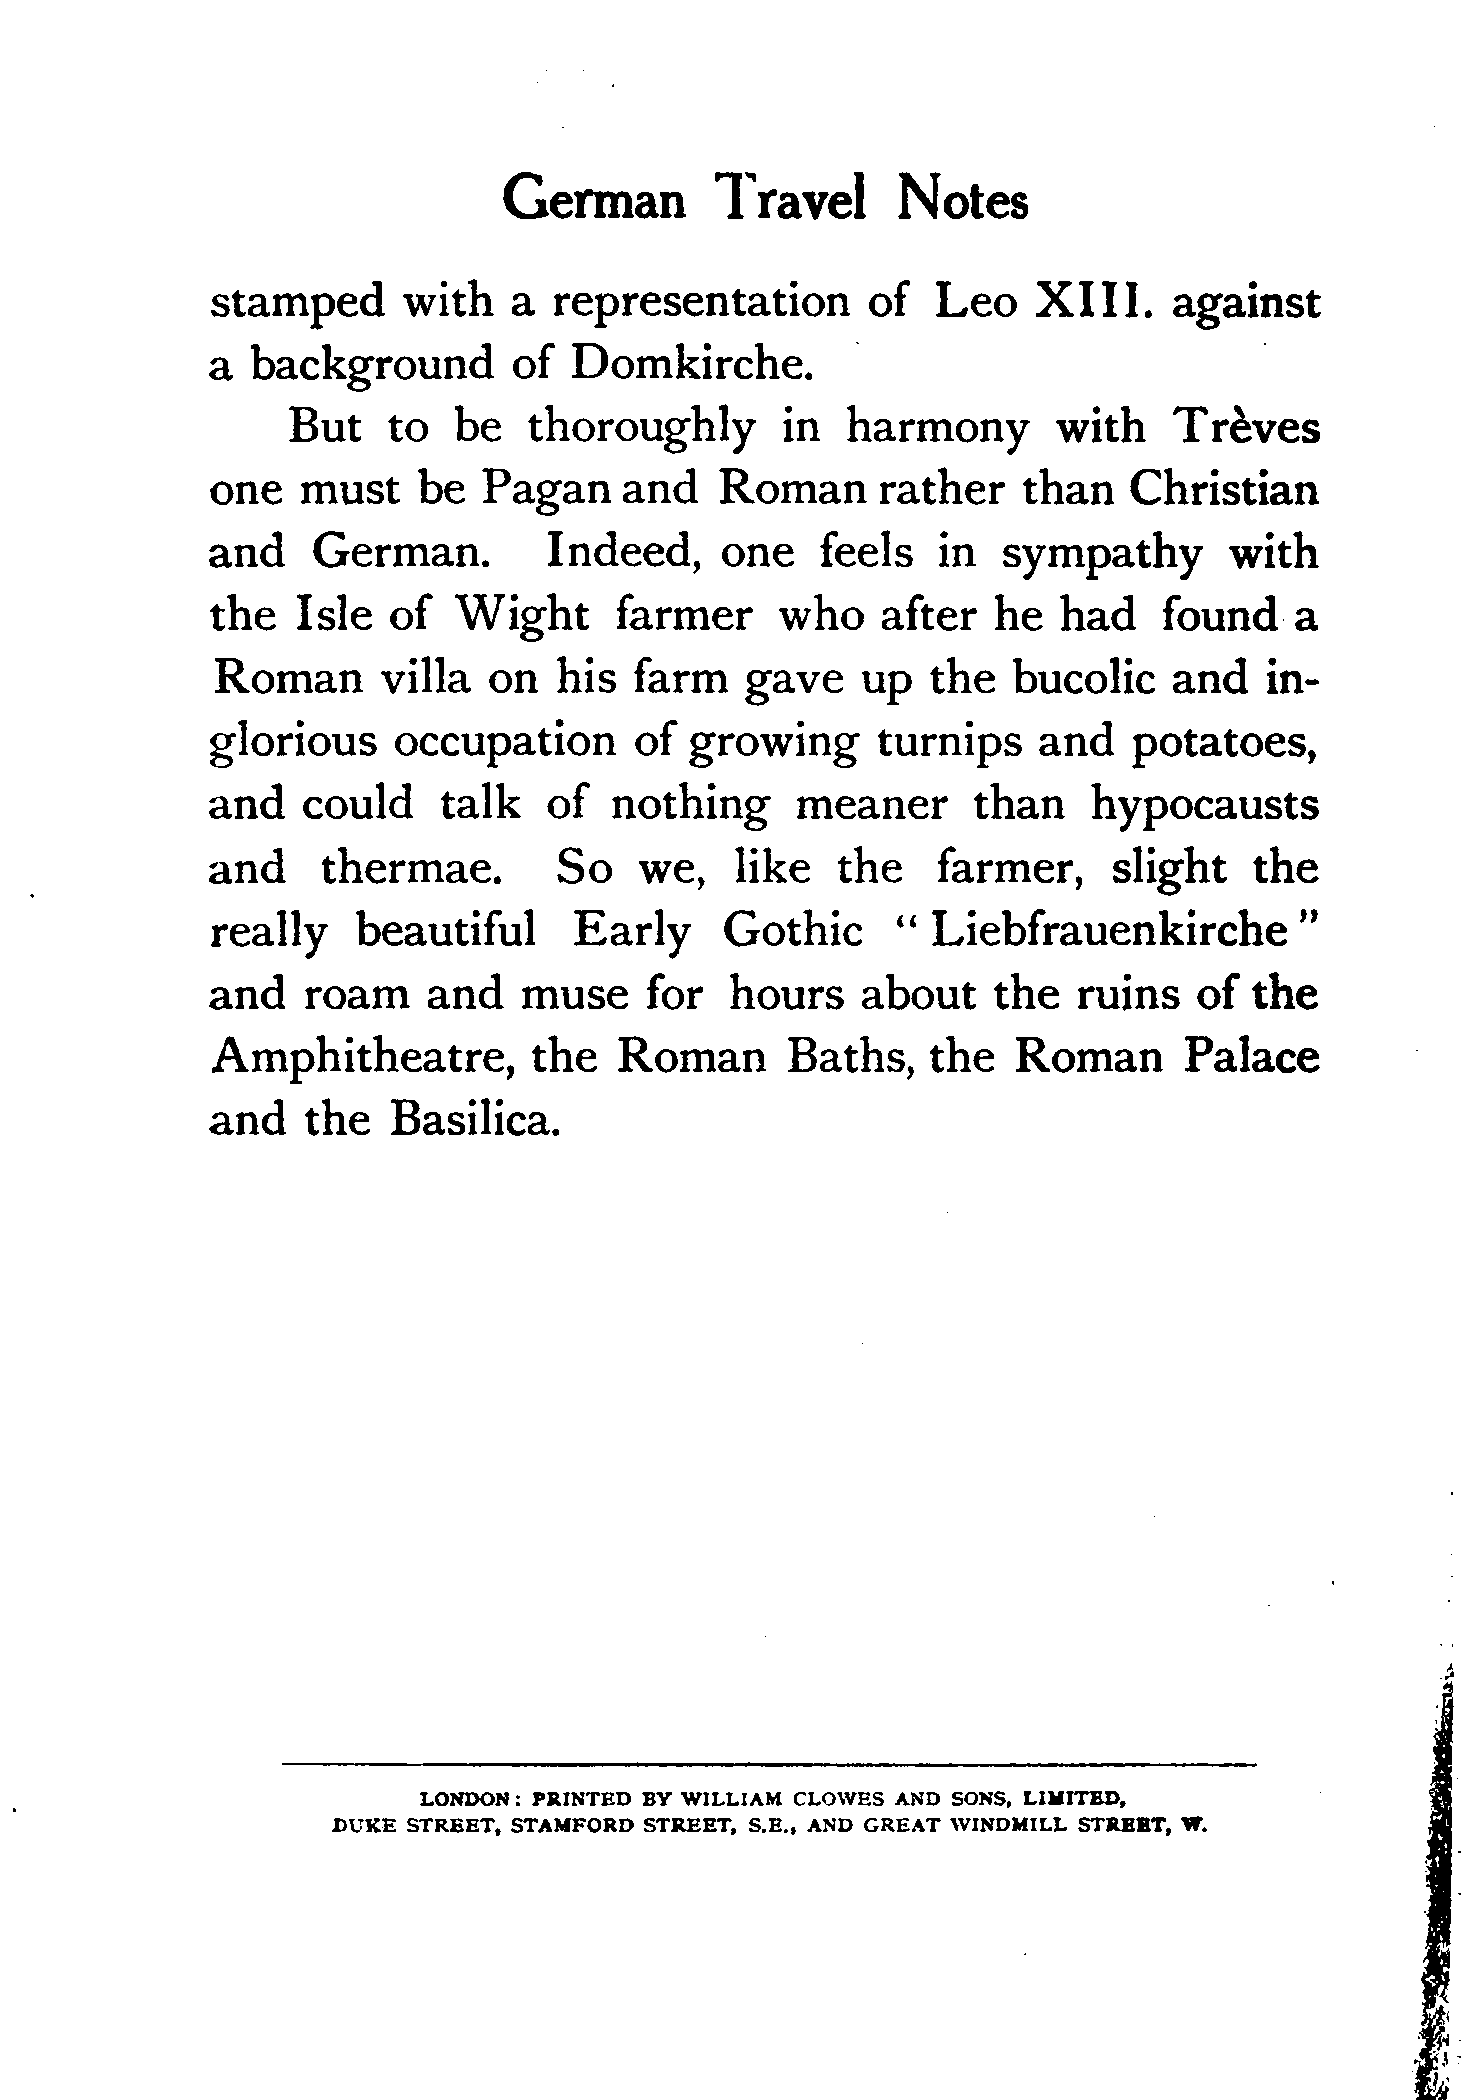 German Travel Notes
stamped with a representation of Leo XIII. against
a background of Domkirche.
But to be thoroughly in harmony with Trèves
one must be Pagan and Roman rather than Christian
and German. Indeed, one feels in sympathy with
the Isle of Wight farmer who after he had found a
Roman villa on his farm gave up the bucolic and in-
glorious occupation of growing turnips and potatoes,
and could talk of nothing meaner than hypocausts
and thermae. So we, like the farmer, slight the
really beautiful Early Gothic “Liebfrauenkirche”
and roam and muse for hours about the ruins of the
Amphitheatre, the Roman Baths, the Roman Palace
and the Basilica.
LONDON: PRINTED BY WILLIAM CLOWES AND SONS, LIMITED,
DUKE STREET, STAMFORD STREET, S.E., AND GREAT WINDMILL STREET, W.